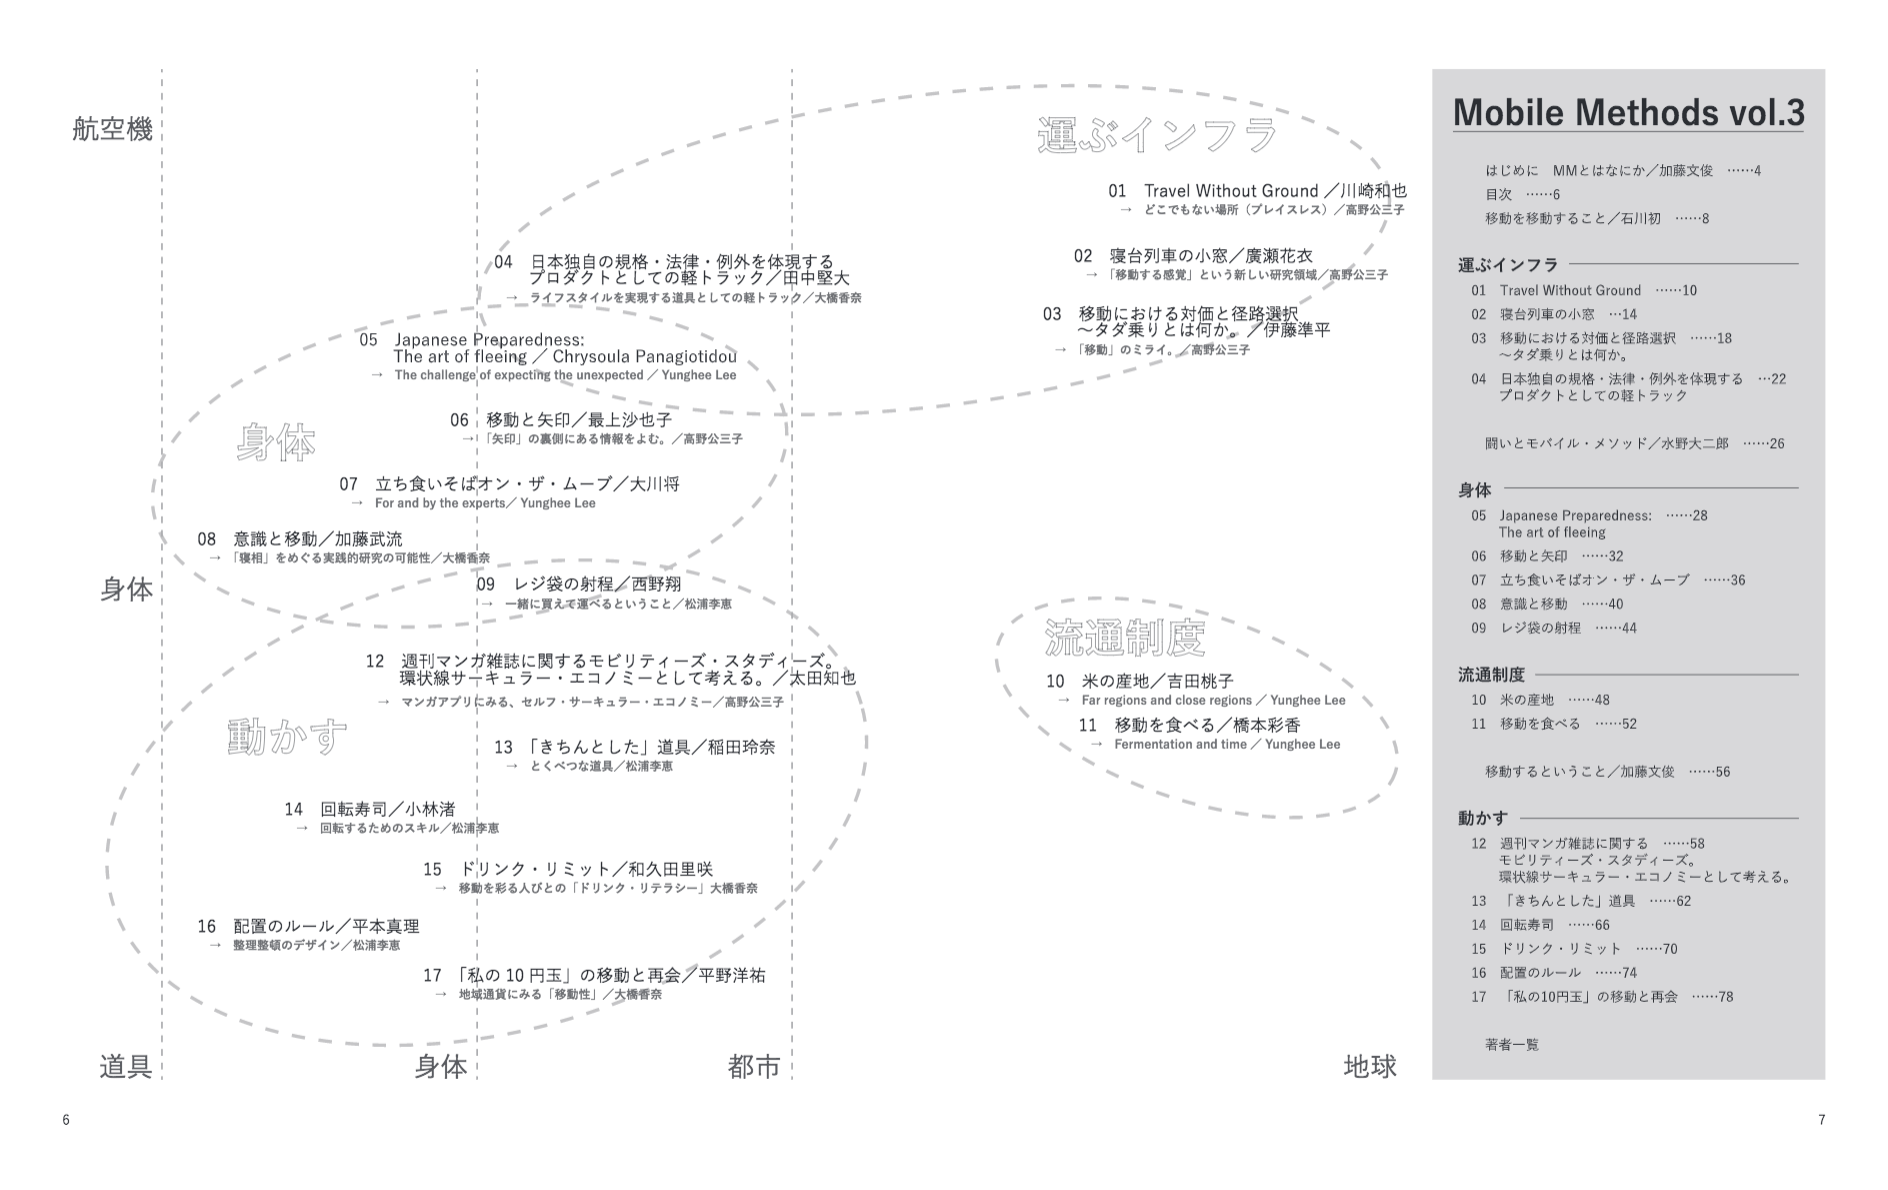 航空機
運ぶインフラ
01 Travel Without Ground ／川崎和也
→ どこでもない場所（プレイスレス）／高野公三子
02 寝台列車の小窓／廣瀬花衣
→ 「移動する感覚」という新しい研究領域／高野公三子
03 移動における対価と径路選択
～タダ乗りとは何か。／伊藤準平
→ 「移動」のミライ。／高野公三子
04 日本独自の規格・法律・例外を体現する
プロダクトとしての軽トラック／田中堅大
→ ライフスタイルを実現する道具としての軽トラック／大橋香奈
05 Japanese Preparedness:
The art of fleeing ／ Chrysoula Panagiotidou
→ The challenge of expecting the unexpected ／ Yunghee Lee
06 移動と矢印／最上沙也子
→ 「矢印」の裏側にある情報をよむ。／高野公三子
身体
07 立ち食いそばオン・ザ・ムーブ／大川将
→ For and by the experts／ Yunghee Lee
08 意識と移動／加藤武流
→ 「寝相」をめぐる実践的研究の可能性／大橋香奈
身体
09 レジ袋の射程／西野翔
→ 一緒に買えて運べるということ／松浦李恵
流通制度
10 米の産地／吉田桃子
→ Far regions and close regions ／ Yunghee Lee
11 移動を食べる／橋本彩香
→ Fermentation and time ／ Yunghee Lee
12 週刊マンガ雑誌に関するモビリティーズ・スタディーズ。
環状線サーキュラー・エコノミーとして考える。／太田知也
→ マンガアプリにみる、セルフ・サーキュラー・エコノミー／高野公三子
動かす
13 「きちんとした」道具／稲田玲奈
→ とくべつな道具／松浦李恵
14 回転寿司／小林渚
→ 回転するためのスキル／松浦李恵
15 ドリンク・リミット／和久田里咲
→ 移動を彩る人びとの「ドリンク・リテラシー」大橋香奈
16 配置のルール／平本真理
→ 整理整頓のデザイン／松浦李恵
17 「私の 10 円玉」の移動と再会／平野洋祐
→ 地域通貨にみる「移動性」／大橋香奈
道具
身体
都市
地球
6
Mobile Methods vol.3
はじめに MMとはなにか／加藤文俊 ……4
目次 ……6
移動を移動すること／石川初 ……8
運ぶインフラ
01 Travel Without Ground ……10
02 寝台列車の小窓 …14
03 移動における対価と径路選択 ……18
～タダ乗りとは何か。
04 日本独自の規格・法律・例外を体現する …22
プロダクトとしての軽トラック
闘いとモバイル・メソッド／水野大二郎 ……26
身体
05 Japanese Preparedness: ……28
The art of fleeing
06 移動と矢印 ……32
07 立ち食いそばオン・ザ・ムーブ ……36
08 意識と移動 ……40
09 レジ袋の射程 ……44
流通制度
10 米の産地 ……48
11 移動を食べる ……52
移動するということ／加藤文俊 ……56
動かす
12 週刊マンガ雑誌に関する ……58
モビリティーズ・スタディーズ。
環状線サーキュラー・エコノミーとして考える。
13 「きちんとした」道具 ……62
14 回転寿司 ……66
15 ドリンク・リミット ……70
16 配置のルール ……74
17 「私の10円玉」の移動と再会 ……78
著者一覧
7